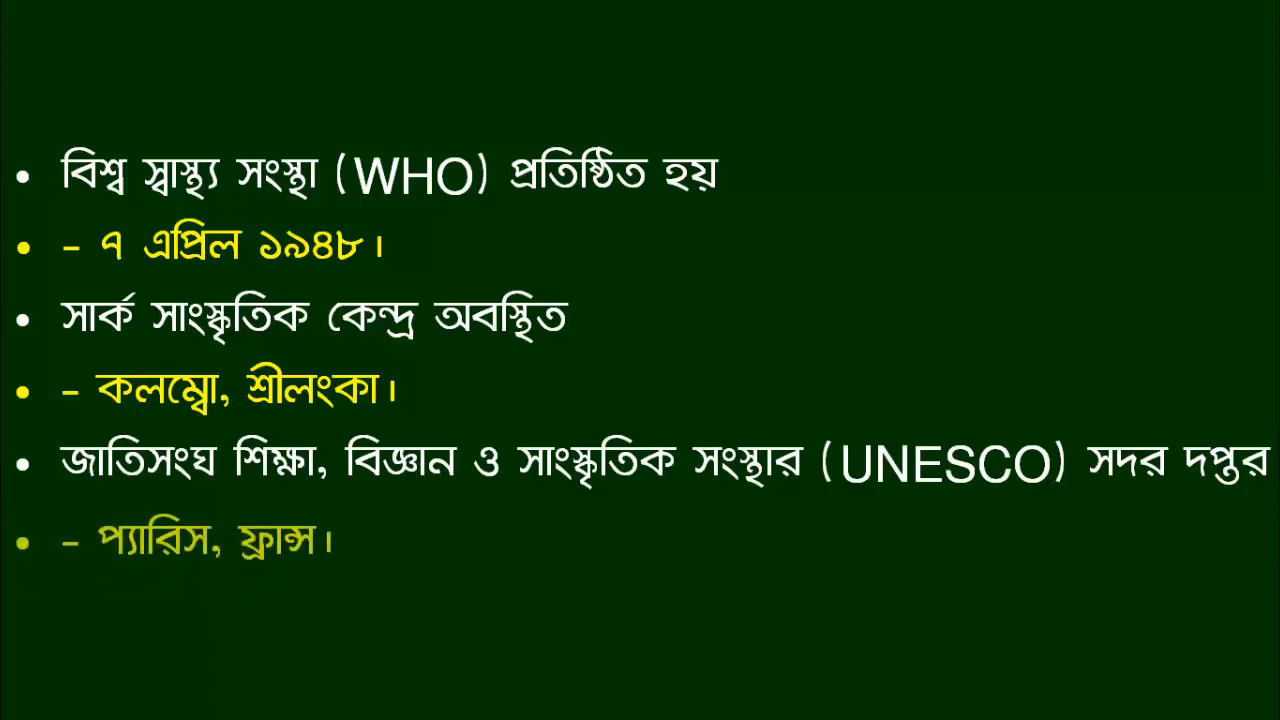 • বিশ্ব স্বাস্থ্য সংস্থা (WHO) প্রতিষ্ঠিত হয়
• – ৭ এপ্রিল ১৯৪৮।
• সার্ক সাংস্কৃতিক কেন্দ্র অবস্থিত
• – কলম্বো, শ্রীলংকা।
• জাতিসংঘ শিক্ষা, বিজ্ঞান ও সাংস্কৃতিক সংস্থার (UNESCO) সদর দপ্তর
• – প্যারিস, ফ্রান্স।